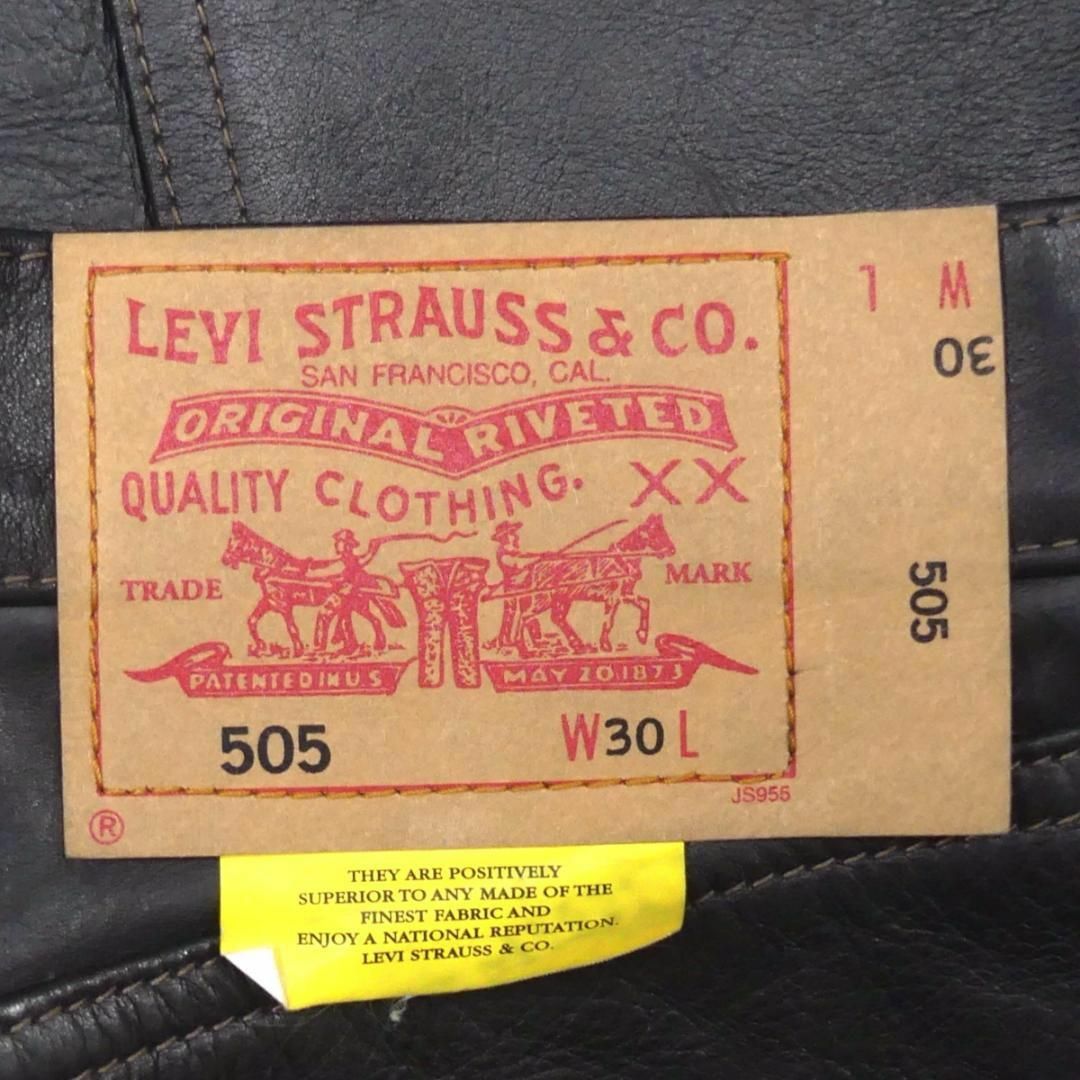 LEVI STRAUSS & CO.
SAN FRANCISCO, CAL.
ORIGINAL RIVETED
QUALITY CLOTHING. XX
TRADE MARK
PATENTED IN U S MAY 20 1873
505 W30 L
JS955
®
W L
30
505
THEY ARE POSITIVELY
SUPERIOR TO ANY MADE OF THE
FINEST FABRIC AND
ENJOY A NATIONAL REPUTATION.
LEVI STRAUSS & CO.